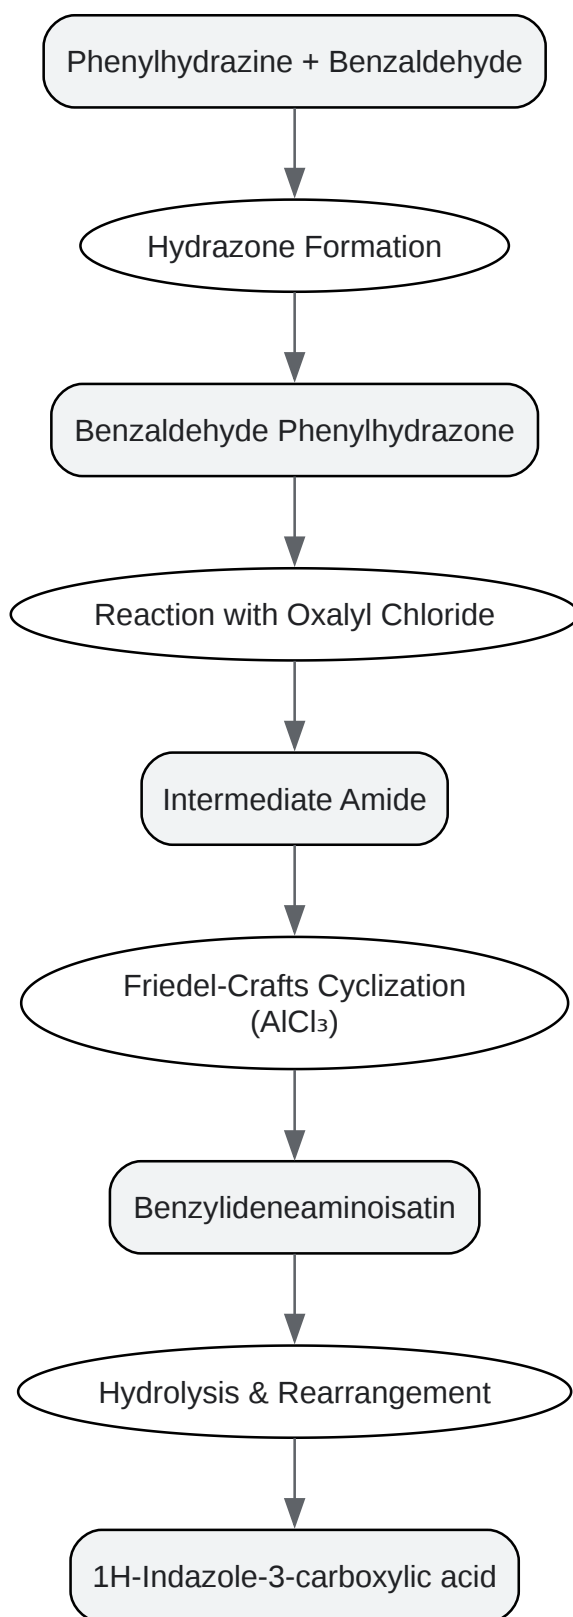 Phenylhydrazine + Benzaldehyde
Hydrazone Formation
Benzaldehyde Phenylhydrazone
Reaction with Oxalyl Chloride
Intermediate Amide
Friedel-Crafts Cyclization
(AlCl₃)
Benzylideneaminoisatin
Hydrolysis & Rearrangement
1H-Indazole-3-carboxylic acid